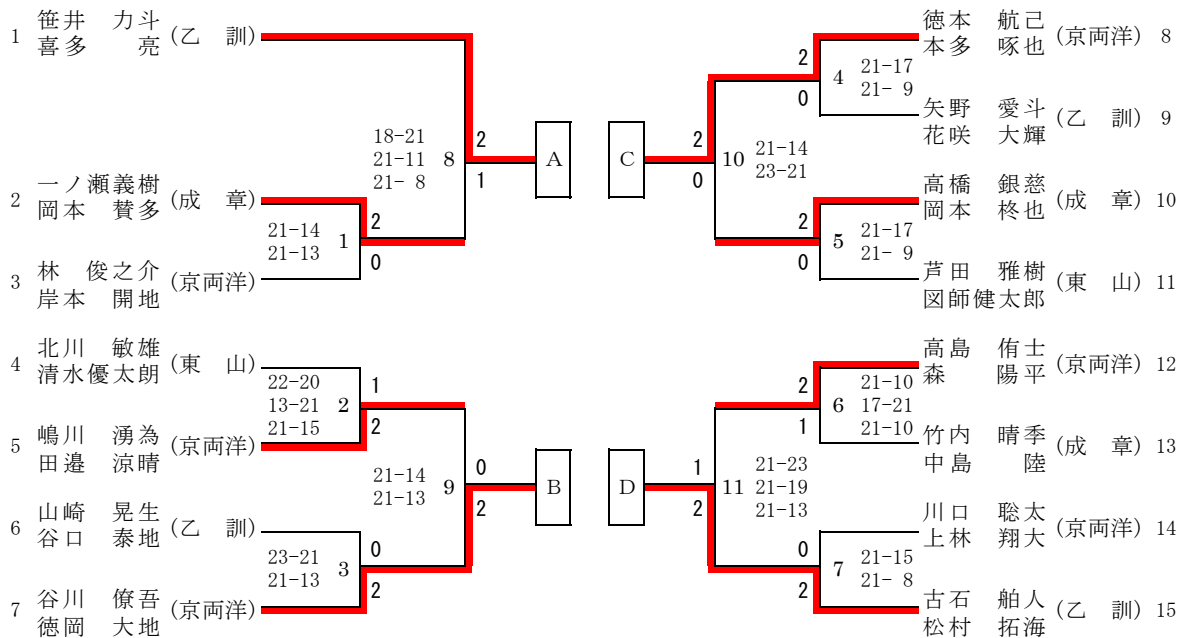 1 笹井 力斗 (乙 訓)
喜多 亮
18-21
21-11 8
21- 8
2
1
A
2 一ノ瀬義樹 (成 章)
岡本 賛多
21-14
21-13 1
2
0
3 林 俊之介 (京両洋)
岸本 開地
4 北川 敏雄 (東 山)
清水優太朗
22-20
13-21 2
21-15
1
2
5 嶋川 湧為 (京両洋)
田邉 涼晴
21-14
21-13 9
0
2
B
6 山崎 晃生 (乙 訓)
谷口 泰地
23-21
21-13 3
0
2
7 谷川 僚吾 (京両洋)
徳岡 大地
徳本 航己 (京両洋) 8
本多 啄也
2
0
4 21-17
21- 9
矢野 愛斗 (乙 訓) 9
花咲 大輝
C
2
0
10 21-14
23-21
高橋 銀慈 (成 章) 10
岡本 柊也
2
0
5 21-17
21- 9
芦田 雅樹 (東 山) 11
図師健太郎
高島 侑士 (京両洋) 12
森 陽平
2
1
21-10
6 17-21
21-10
竹内 晴季 (成 章) 13
中島 陸
D
1
2
21-23
11 21-19
21-13
川口 聡太 (京両洋) 14
上林 翔大
0
2
7 21-15
21- 8
古石 舶人 (乙 訓) 15
松村 拓海